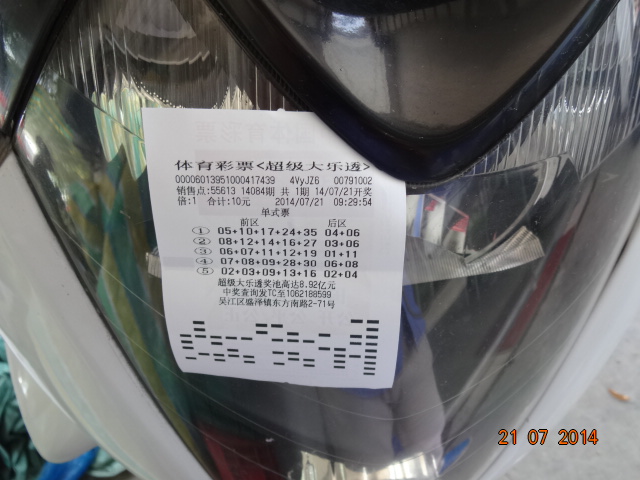 体育彩票<超级大乐透>
00006013951000417439 4VyJZ6 00791002
销售点:55613 14084期 共 1期 14/07/21开奖
倍:1 合计:10元 2014/07/21 09:29:54
单式票
前区 后区
① 05+10+17+24+35 04+06
② 08+12+14+16+27 03+06
③ 06+07+11+12+19 01+11
④ 07+08+09+28+30 06+08
⑤ 02+03+09+13+16 02+04
超级大乐透奖池高达8.92亿元
中奖查询发TC至1062188599
吴江区盛泽镇东方南路2-71号
21 07 2014